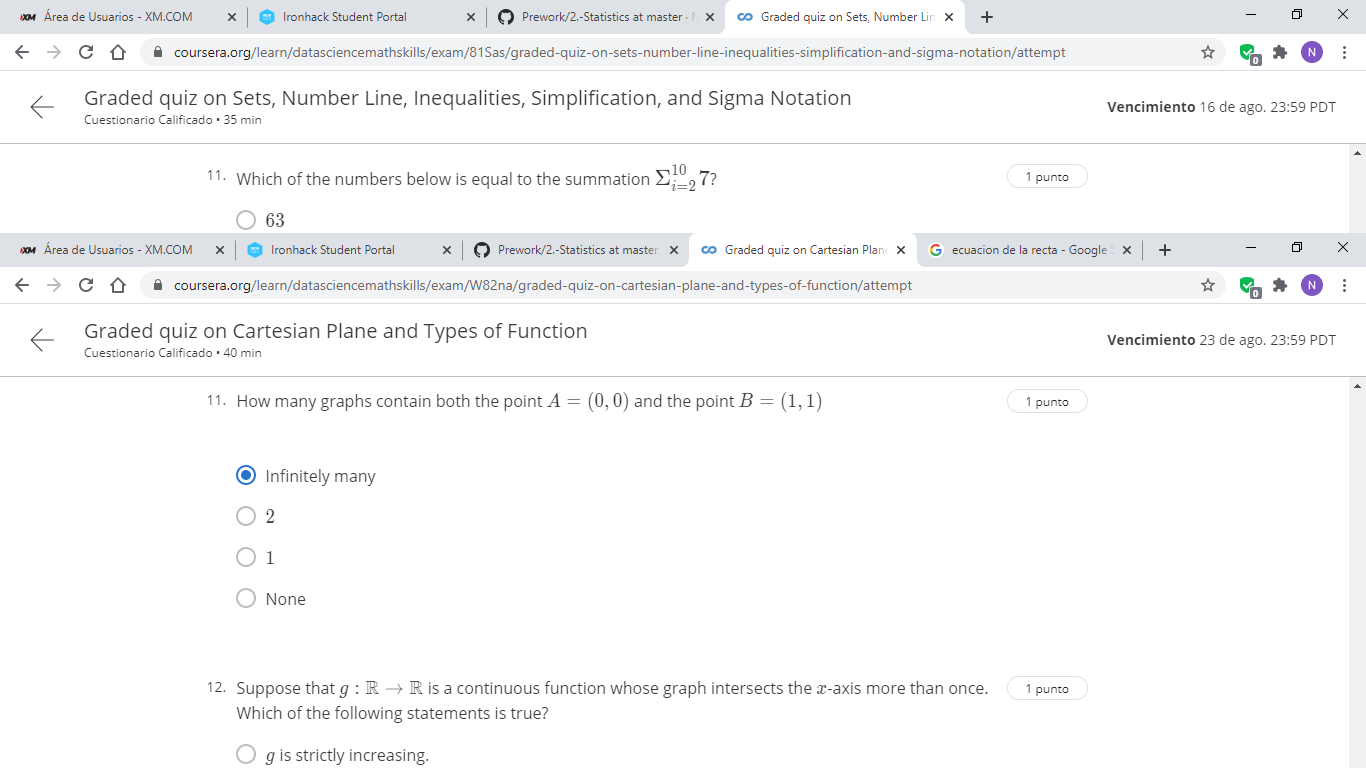 XM Área de Usuarios - XM.COM Ironhack Student Portal Prework/2.-Statistics at master · Graded quiz on Sets, Number Lin
coursera.org/learn/datasciencemathskills/exam/81Sas/graded-quiz-on-sets-number-line-inequalities-simplification-and-sigma-notation/attempt 0 N
Graded quiz on Sets, Number Line, Inequalities, Simplification, and Sigma Notation
Cuestionario Calificado • 35 min
Vencimiento 16 de ago. 23:59 PDT
11. Which of the numbers below is equal to the summation Σ_{i=2}^{10} 7? 1 punto
63
XM Área de Usuarios - XM.COM Ironhack Student Portal Prework/2.-Statistics at master Graded quiz on Cartesian Plan G ecuacion de la recta - Google
coursera.org/learn/datasciencemathskills/exam/W82na/graded-quiz-on-cartesian-plane-and-types-of-function/attempt 0 N
Graded quiz on Cartesian Plane and Types of Function
Cuestionario Calificado • 40 min
Vencimiento 23 de ago. 23:59 PDT
11. How many graphs contain both the point A = (0, 0) and the point B = (1, 1) 1 punto
Infinitely many
2
1
None
12. Suppose that g : ℝ → ℝ is a continuous function whose graph intersects the x-axis more than once. 1 punto
Which of the following statements is true?
g is strictly increasing.